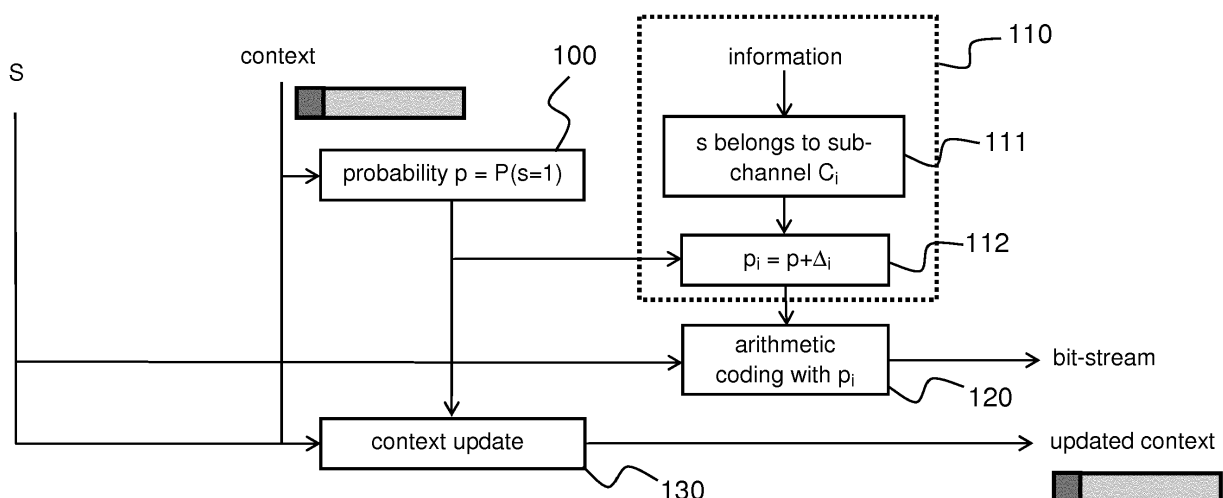 S
context
100
information
110
probability p = P(s=1)
s belongs to sub-
channel Ci
111
pi = p+Δi
112
arithmetic
coding with pi
bit-stream
120
context update
updated context
130